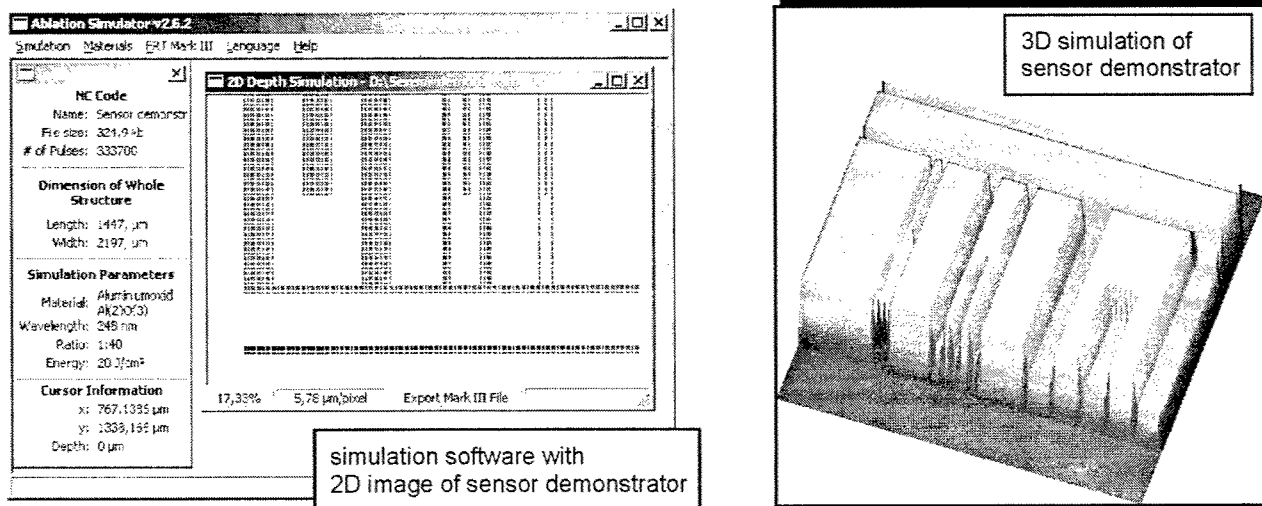 Ablation Simulator v2.6.2
Simulation Materials ERT Mark III Language Help
NC Code
Name: Sensor demonstr
File size: 324,9 kb
# of Pulses: 333700
Dimension of Whole
Structure
Length: 1447, µm
Width: 2197, µm
Simulation Parameters
Material: Aluminiumoxid
Al(2)O(3)
Wavelength: 248 nm
Ratio: 1:40
Energy: 20 J/cm²
Cursor Information
x: 767,1335 µm
y: 1333,166 µm
Depth: 0 µm
2D Depth Simulation - D:\
17,33% 5,78 µm/pixel Export Mark III File
simulation software with
2D image of sensor demonstrator
3D simulation of
sensor demonstrator